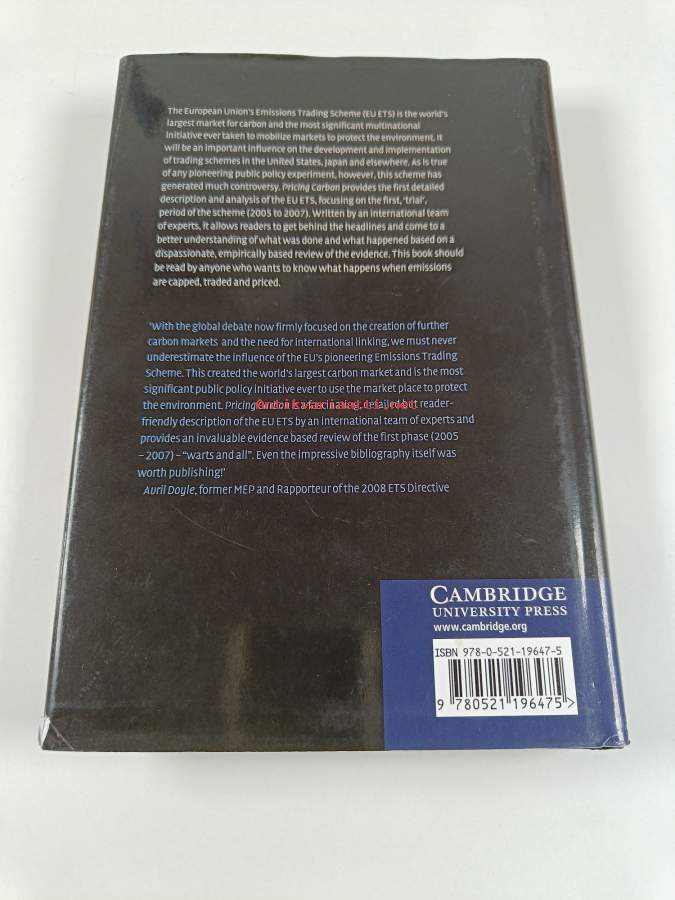 The European Union's Emissions Trading Scheme (EU ETS) is the world's
largest market for carbon and the most significant multinational
initiative ever taken to mobilize markets to protect the environment. It
will be an important influence on the development and implementation
of trading schemes in the United States, Japan and elsewhere. As is true
of any pioneering public policy experiment, however, this scheme has
generated much controversy. Pricing Carbon provides the first detailed
description and analysis of the EU ETS, focusing on the first, 'trial',
period of the scheme (2005 to 2007). Written by an international team
of experts, it allows readers to get behind the headlines and come to a
better understanding of what was done and what happened based on a
dispassionate, empirically based review of the evidence. This book should
be read by anyone who wants to know what happens when emissions
are capped, traded and priced.
'With the global debate now firmly focused on the creation of further
carbon markets and the need for international linking, we must never
underestimate the influence of the EU's pioneering Emissions Trading
Scheme. This created the world's largest carbon market and is the most
significant public policy initiative ever to use the market place to protect
the environment. Pricing Carbon is a fascinating, detailed but reader-
friendly description of the EU ETS by an international team of experts and
provides an invaluable evidence based review of the first phase (2005
– 2007) – "warts and all". Even the impressive bibliography itself was
worth publishing!'
Avril Doyle, former MEP and Rapporteur of the 2008 ETS Directive
CAMBRIDGE
UNIVERSITY PRESS
www.cambridge.org
ISBN 978-0-521-19647-5
9 780521 196475 >